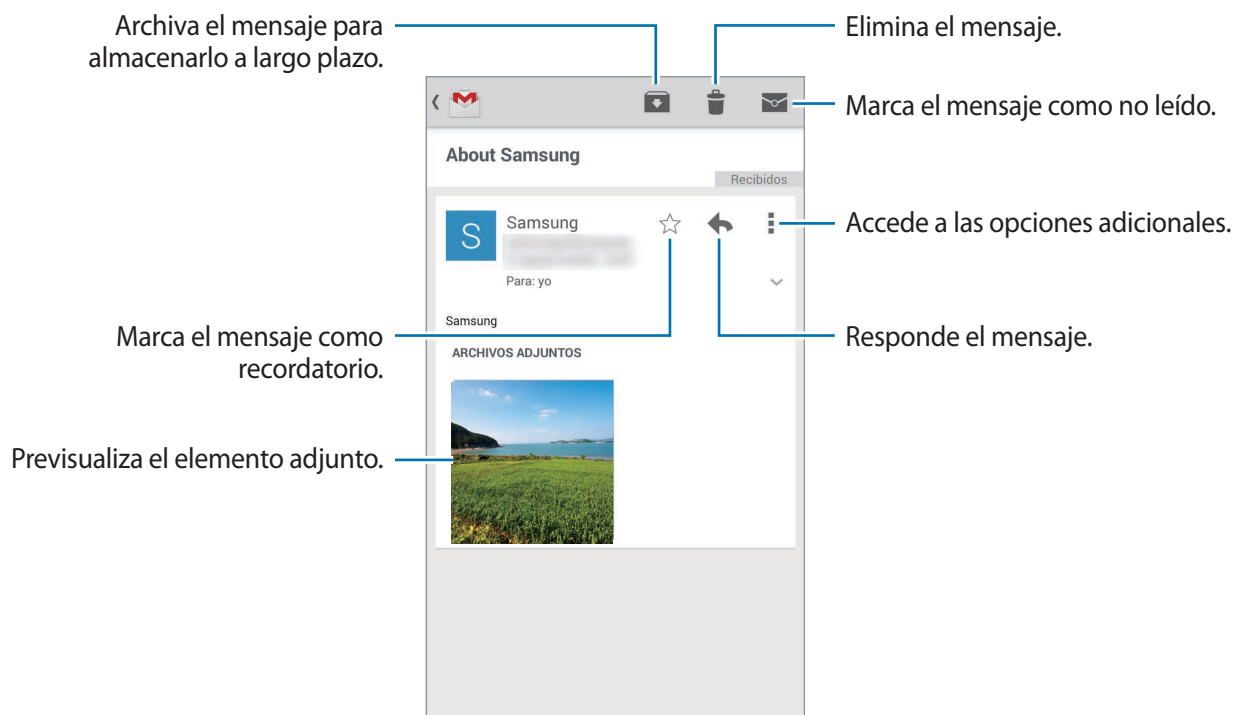 Archiva el mensaje para
almacenarlo a largo plazo.
Elimina el mensaje.
Marca el mensaje como no leído.
About Samsung
Recibidos
S
Samsung
Accede a las opciones adicionales.
Para: yo
Samsung
Marca el mensaje como
recordatorio.
Responde el mensaje.
ARCHIVOS ADJUNTOS
Previsualiza el elemento adjunto.